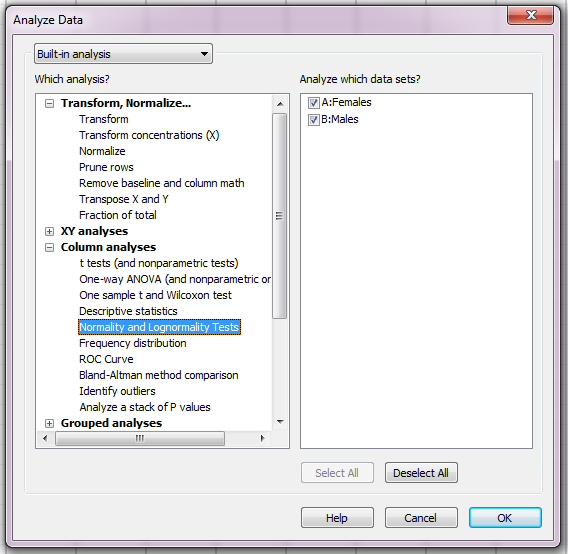 Analyze Data
Built-in analysis
Which analysis?
Analyze which data sets?
Transform, Normalize...
Transform
Transform concentrations (X)
Normalize
Prune rows
Remove baseline and column math
Transpose X and Y
Fraction of total
XY analyses
Column analyses
t tests (and nonparametric tests)
One-way ANOVA (and nonparametric or
One sample t and Wilcoxon test
Descriptive statistics
Normality and Lognormality Tests
Frequency distribution
ROC Curve
Bland-Altman method comparison
Identify outliers
Analyze a stack of P values
Grouped analyses
A:Females
B:Males
Select All
Deselect All
Help
Cancel
OK